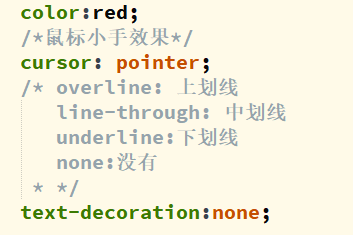 color:red;
/*鼠标小手效果*/
cursor: pointer;
/* overline: 上划线
line-through: 中划线
underline:下划线
none:没有
* */
text-decoration:none;